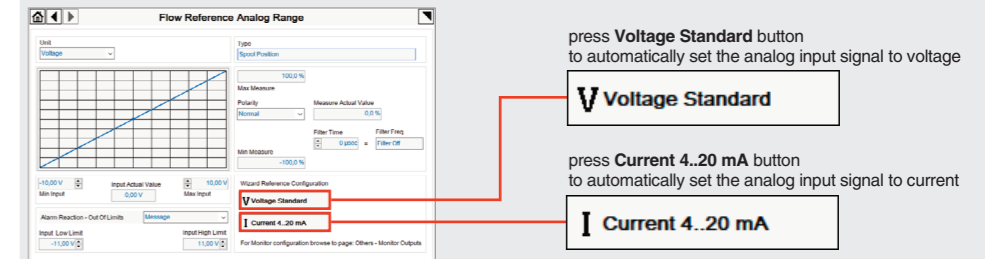 Flow Reference Analog Range
Unit
Voltage
Type
Spool Position
100,0 %
Max Measure
Polarity
Measure Actual Value
Normal
0,0 %
Filter Time
Filter Freq.
0 µsec = Filter Off
Min Measure
-100,0 %
-10,00 V
Input Actual Value
10,00 V
Min Input
0,00 V
Max Input
Wizard Reference Configuration
V Voltage Standard
I Current 4..20 mA
Alarm Reaction - Out Of Limits
Message
Input Low Limit
Input High Limit
-11,00 V
11,00 V
For Monitor configuration browse to page: Others - Monitor Outputs
press Voltage Standard button
to automatically set the analog input signal to voltage
V Voltage Standard
press Current 4..20 mA button
to automatically set the analog input signal to current
I Current 4..20 mA